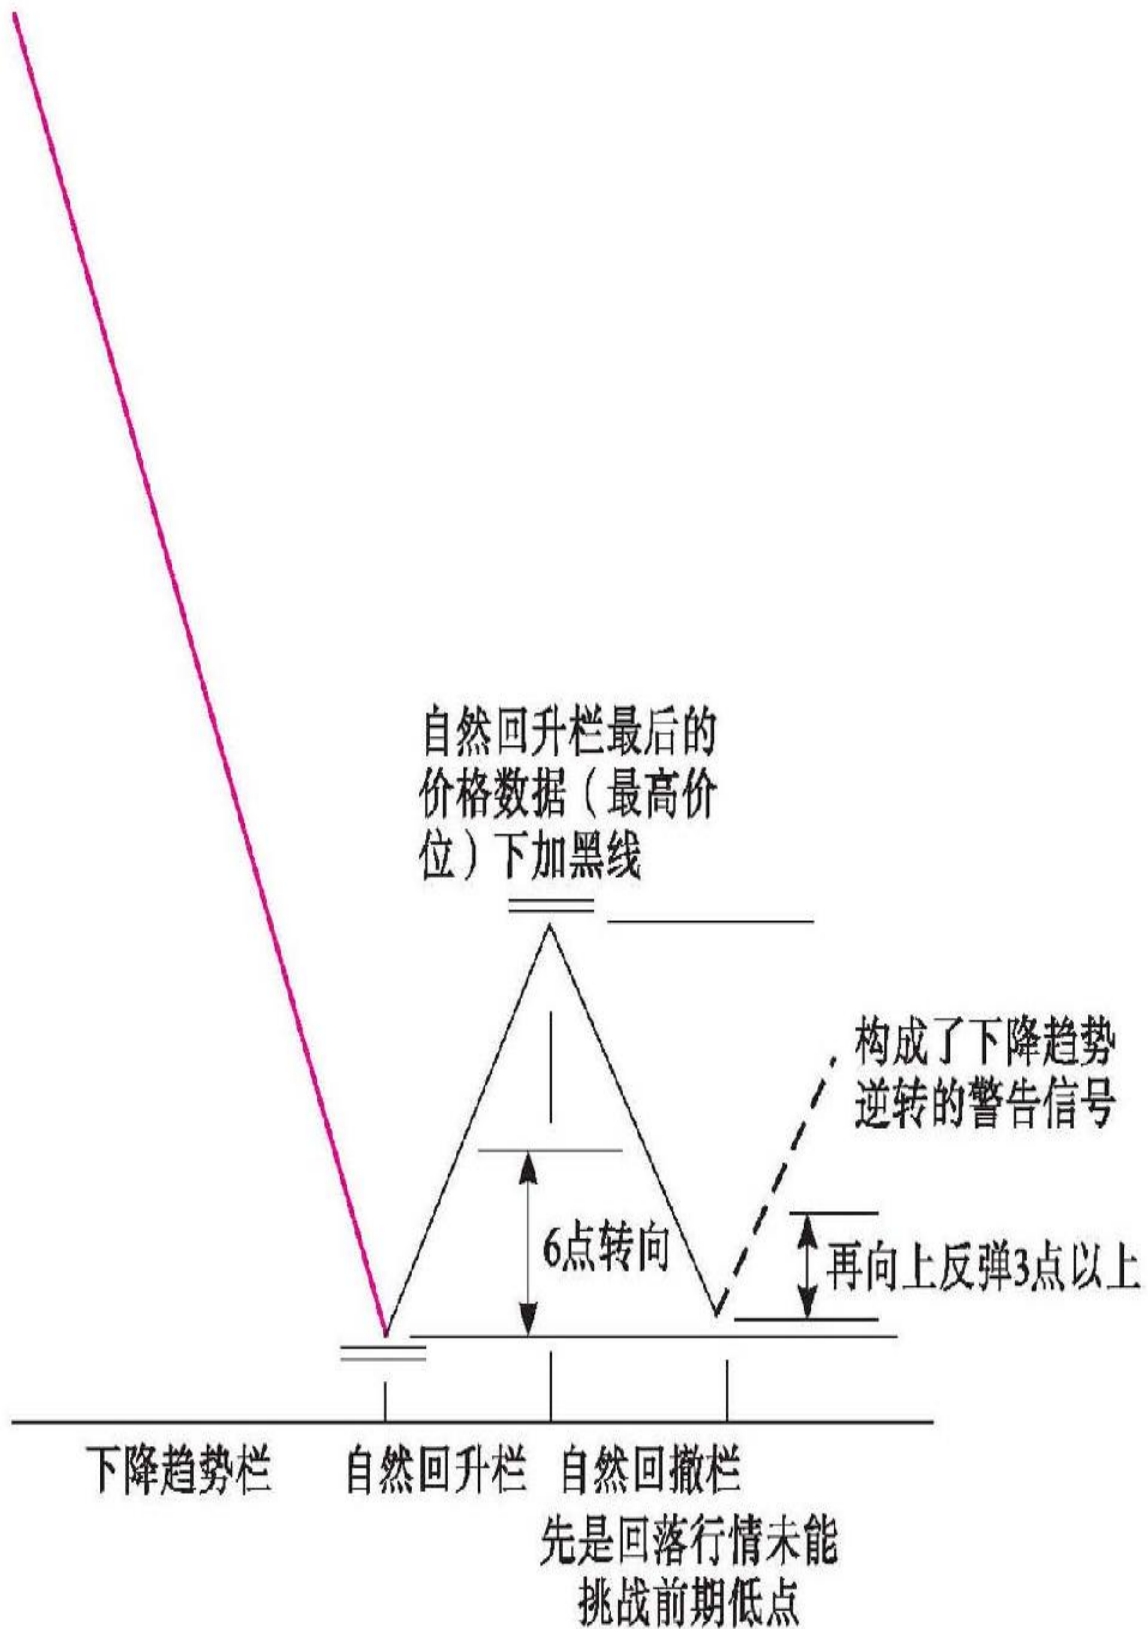 自然回升栏最后的
价格数据（最高价
位）下加黑线
构成了下降趋势
逆转的警告信号
6点转向
再向上反弹3点以上
下降趋势栏
自然回升栏
自然回撤栏
先是回落行情未能
挑战前期低点